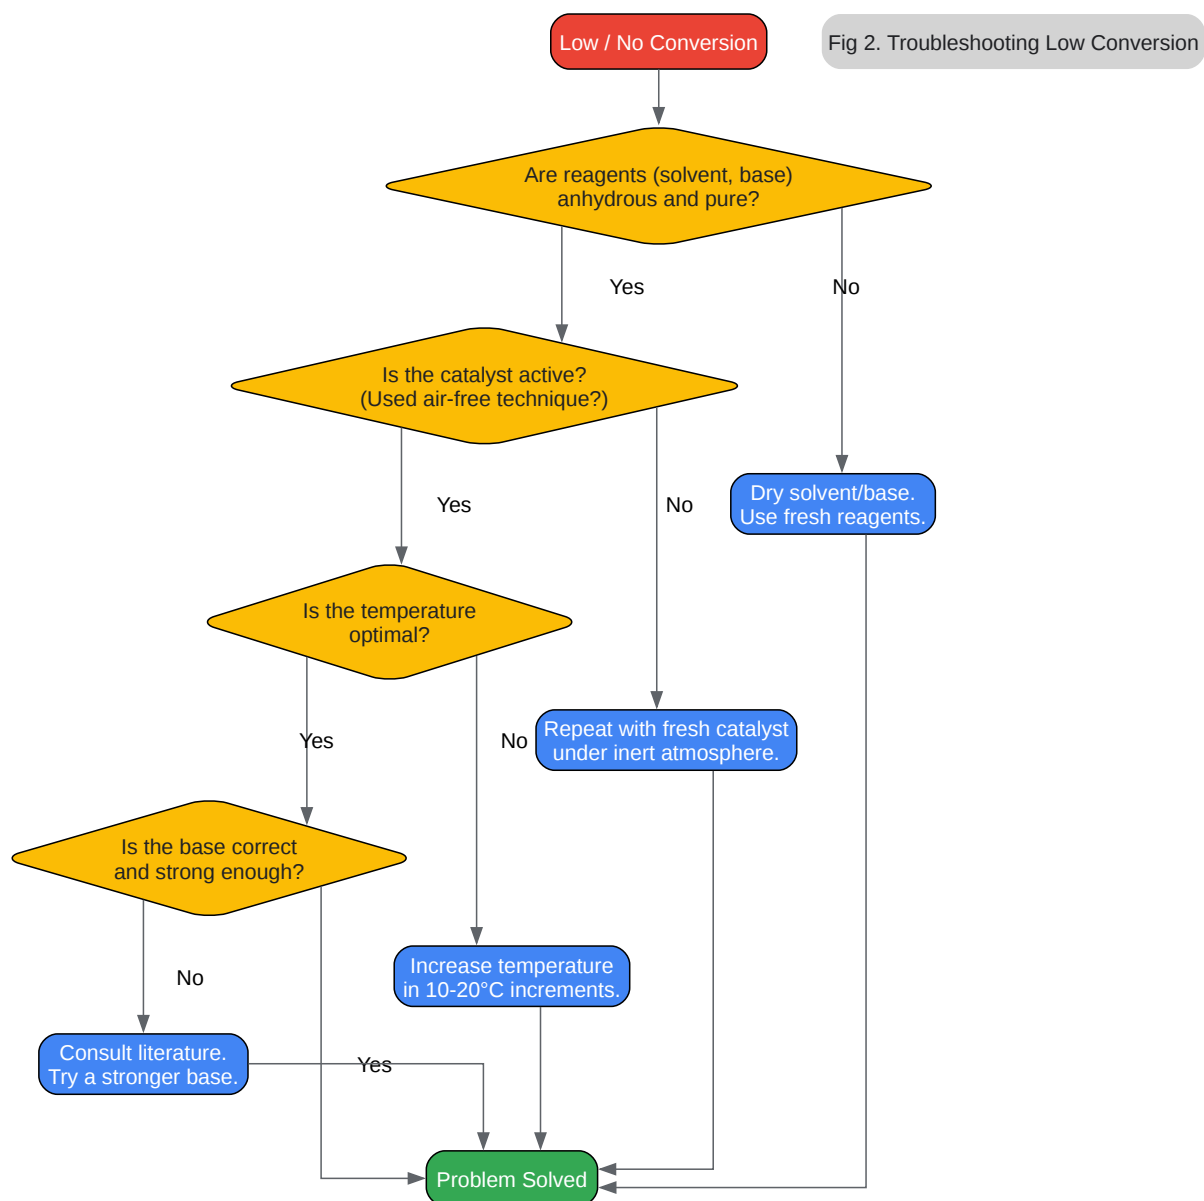 Low / No Conversion
Fig 2. Troubleshooting Low Conversion
Are reagents (solvent, base)
anhydrous and pure?
Yes
No
Is the catalyst active?
(Used air-free technique?)
Yes
No
Dry solvent/base.
Use fresh reagents.
Is the temperature
optimal?
Yes
No
Repeat with fresh catalyst
under inert atmosphere.
Is the base correct
and strong enough?
No
Increase temperature
in 10-20°C increments.
Consult literature.
Try a stronger base.
Yes
Problem Solved